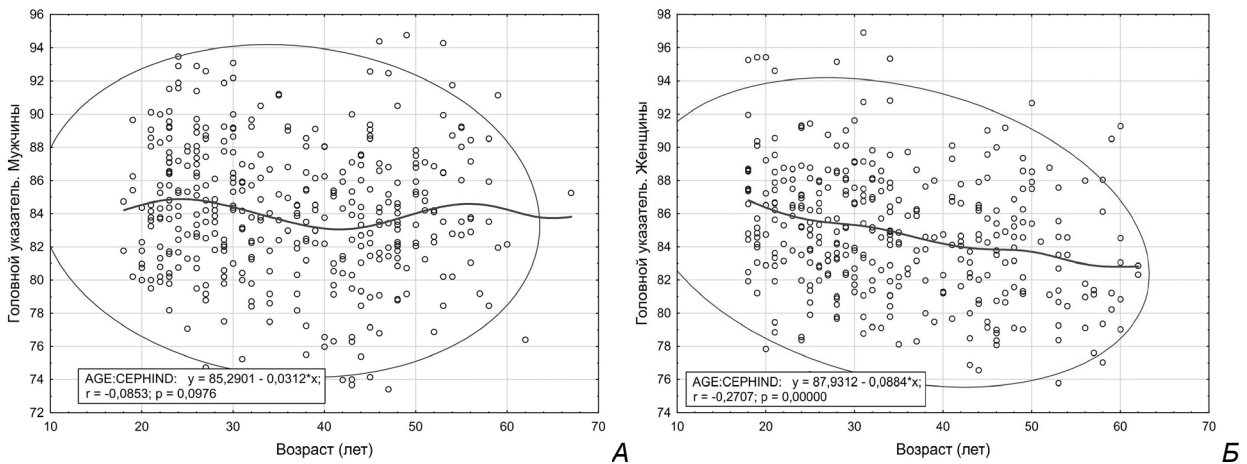 Головной указатель. Мужчины
96
94
92
90
88
86
84
82
80
78
76
74
72
AGE:CEPHIND: y = 85,2901 - 0,0312*x;
r = -0,0853; p = 0,0976
10 20 30 40 50 60 70
Возраст (лет)
А
Головной указатель. Женщины
98
96
94
92
90
88
86
84
82
80
78
76
74
AGE:CEPHIND: y = 87,9312 - 0,0884*x;
r = -0,2707; p = 0,00000
10 20 30 40 50 60 70
Возраст (лет)
Б